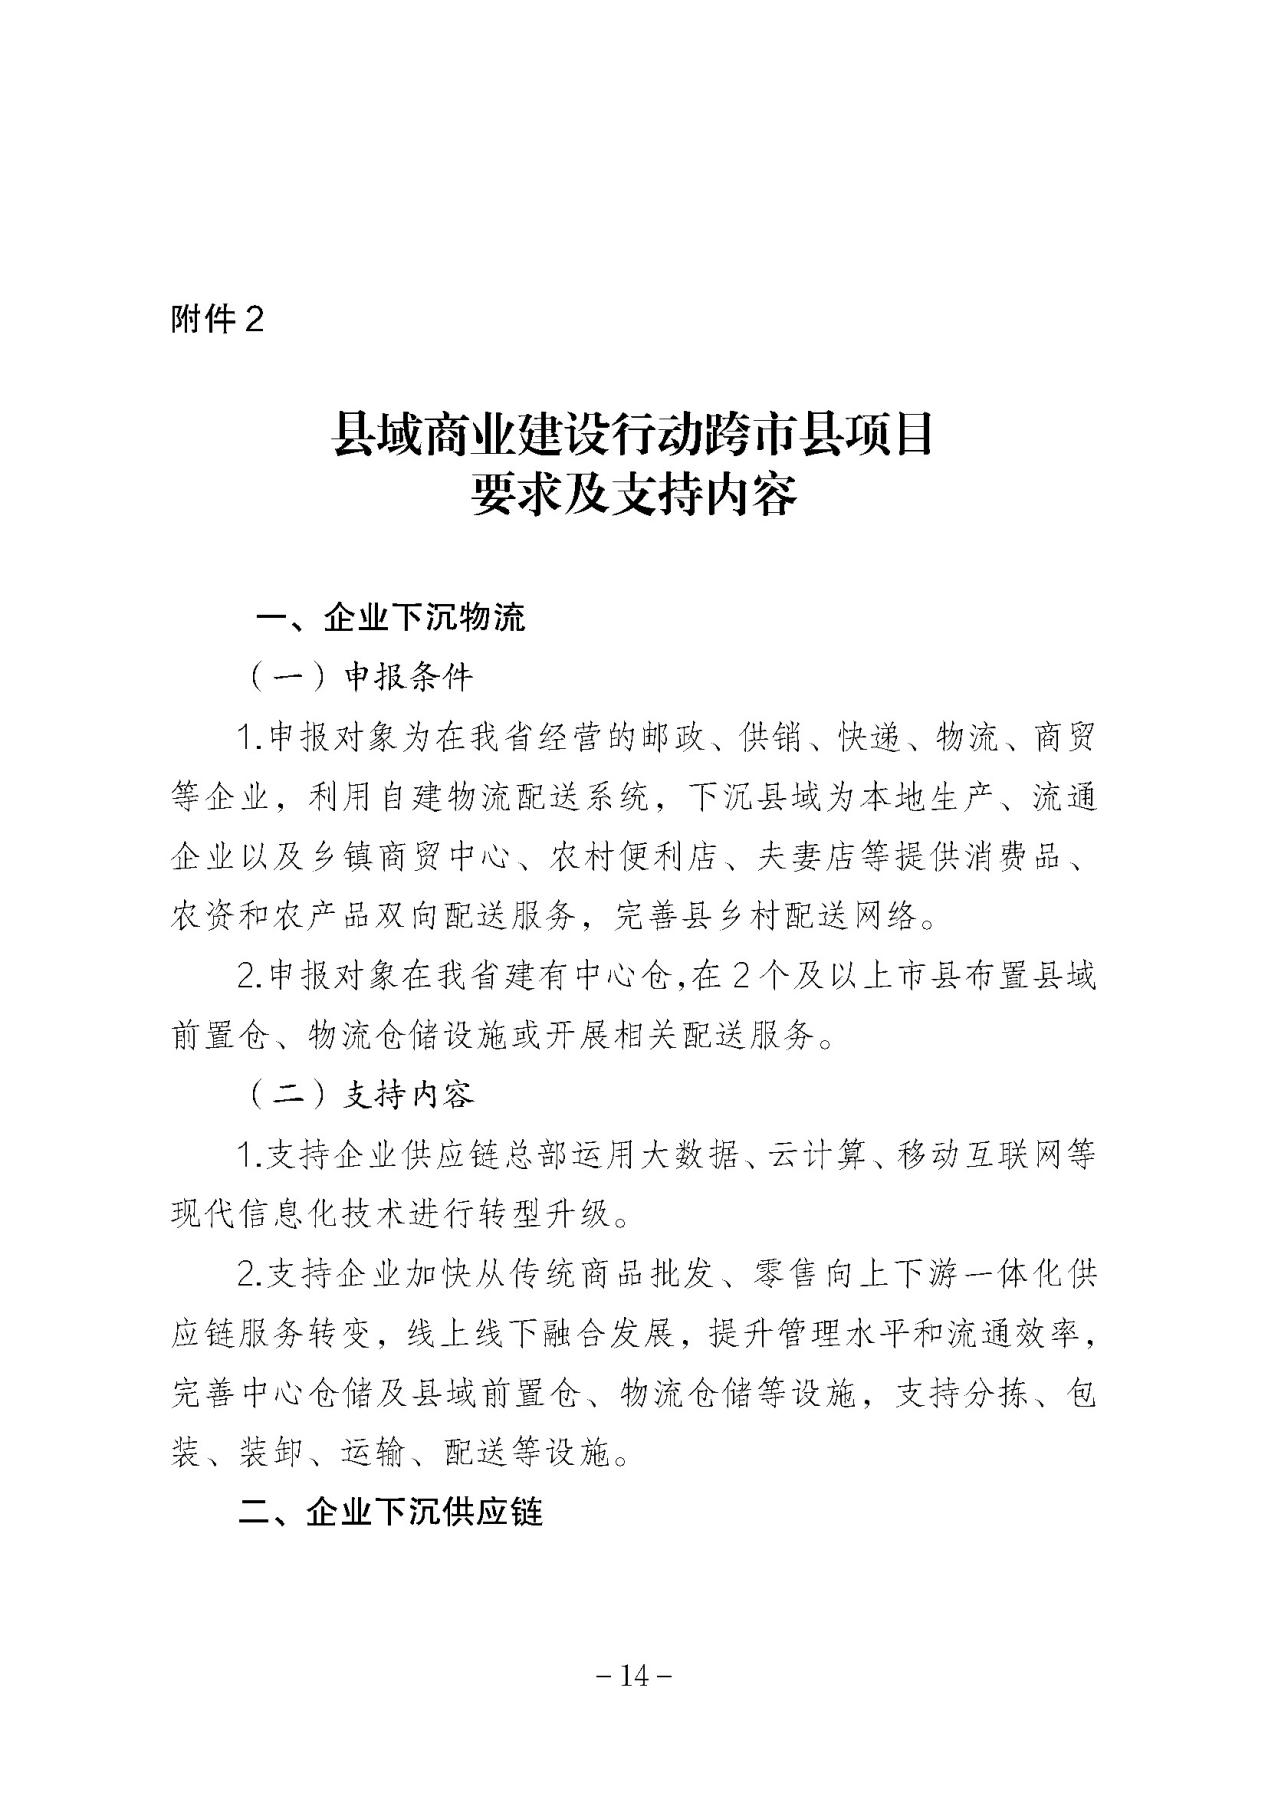 附件2
县域商业建设行动跨市县项目
要求及支持内容
一、企业下沉物流
（一）申报条件
1.申报对象为在我省经营的邮政、供销、快递、物流、商贸
等企业，利用自建物流配送系统，下沉县域为本地生产、流通
企业以及乡镇商贸中心、农村便利店、夫妻店等提供消费品、
农资和农产品双向配送服务，完善县乡村配送网络。
2.申报对象在我省建有中心仓,在2个及以上市县布置县域
前置仓、物流仓储设施或开展相关配送服务。
（二）支持内容
1.支持企业供应链总部运用大数据、云计算、移动互联网等
现代信息化技术进行转型升级。
2.支持企业加快从传统商品批发、零售向上下游一体化供
应链服务转变，线上线下融合发展，提升管理水平和流通效率，
完善中心仓储及县域前置仓、物流仓储等设施，支持分拣、包
装、装卸、运输、配送等设施。
二、企业下沉供应链
－14－